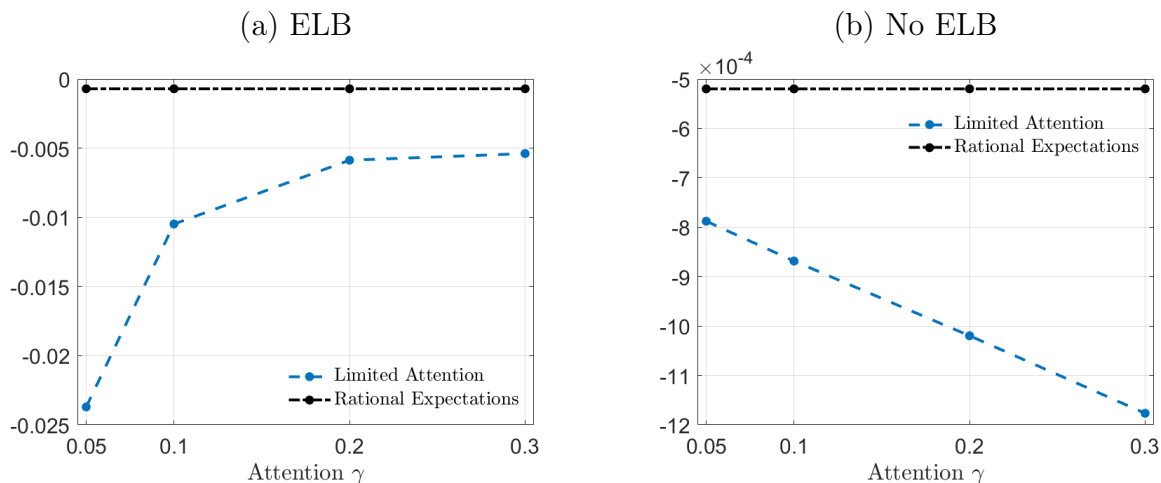 (a) ELB
0
-0.005
-0.01
-0.015
-0.02
-0.025
0.05 0.1 0.2 0.3
Attention γ
Limited Attention
Rational Expectations
(b) No ELB
×10⁻⁴
-5
-6
-7
-8
-9
-10
-11
-12
0.05 0.1 0.2 0.3
Attention γ
Limited Attention
Rational Expectations